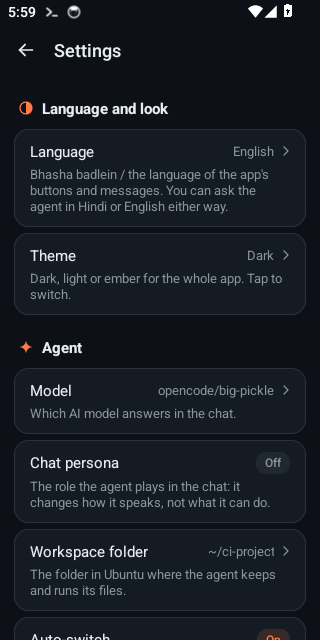 5:59
Settings
Language and look
Language English
Bhasha badlein / the language of the app's
buttons and messages. You can ask the
agent in Hindi or English either way.
Theme Dark
Dark, light or ember for the whole app. Tap to
switch.
Agent
Model opencode/big-pickle
Which AI model answers in the chat.
Chat persona Off
The role the agent plays in the chat: it
changes how it speaks, not what it can do.
Workspace folder ~/ci-project
The folder in Ubuntu where the agent keeps
and runs its files.
Auto-switch On